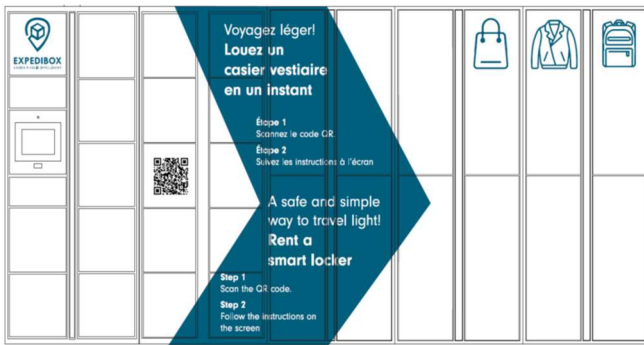 EXPEDIBOX
Voyagez léger!
Louez un
casier vestiaire
en un instant
Étape 1
Scannez le code QR.
Étape 2
Suivez les instructions à l'écran
A safe and simple
way to travel light!
Rent a
smart locker
Step 1
Scan the QR code.
Step 2
Follow the instructions on
the screen